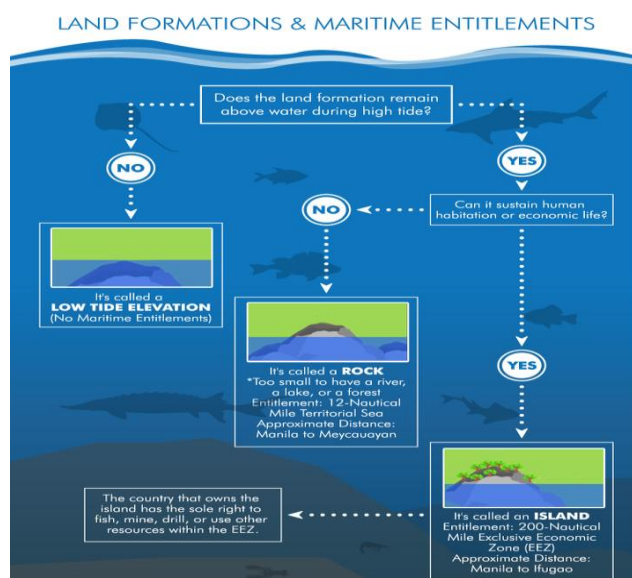 LAND FORMATIONS & MARITIME ENTITLEMENTS
Does the land formation remain
above water during high tide?
NO
YES
Can it sustain human
habitation or economic life?
NO
It's called a
LOW TIDE ELEVATION
(No Maritime Entitlements)
It's called a ROCK
*Too small to have a river,
a lake, or a forest
Entitlement: 12-Nautical
Mile Territorial Sea
Approximate Distance:
Manila to Meycauayan
YES
It's called an ISLAND
Entitlement: 200-Nautical
Mile Exclusive Economic
Zone (EEZ)
Approximate Distance:
Manila to Ifugao
The country that owns the
island has the sole right to
fish, mine, drill, or use other
resources within the EEZ.